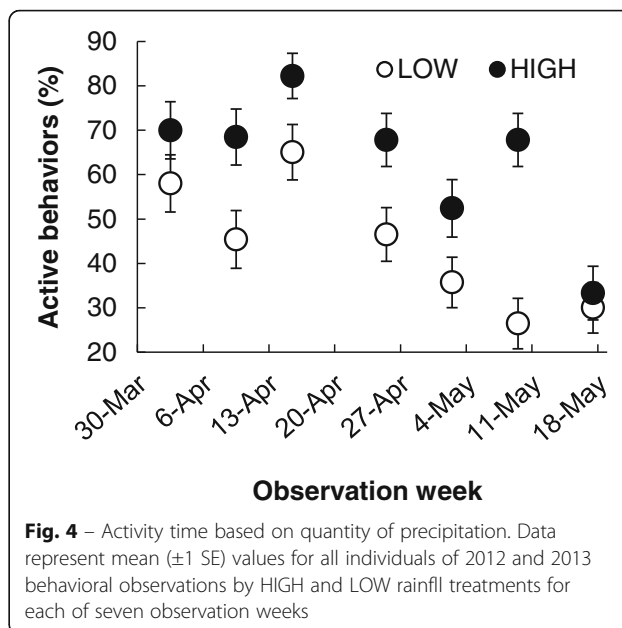 90
80
70
60
50
40
30
20
Active behaviors (%)
LOW HIGH
30-Mar 6-Apr 13-Apr 20-Apr 27-Apr 4-May 11-May 18-May
Observation week
Fig. 4 – Activity time based on quantity of precipitation. Data
represent mean (±1 SE) values for all individuals of 2012 and 2013
behavioral observations by HIGH and LOW rainfll treatments for
each of seven observation weeks